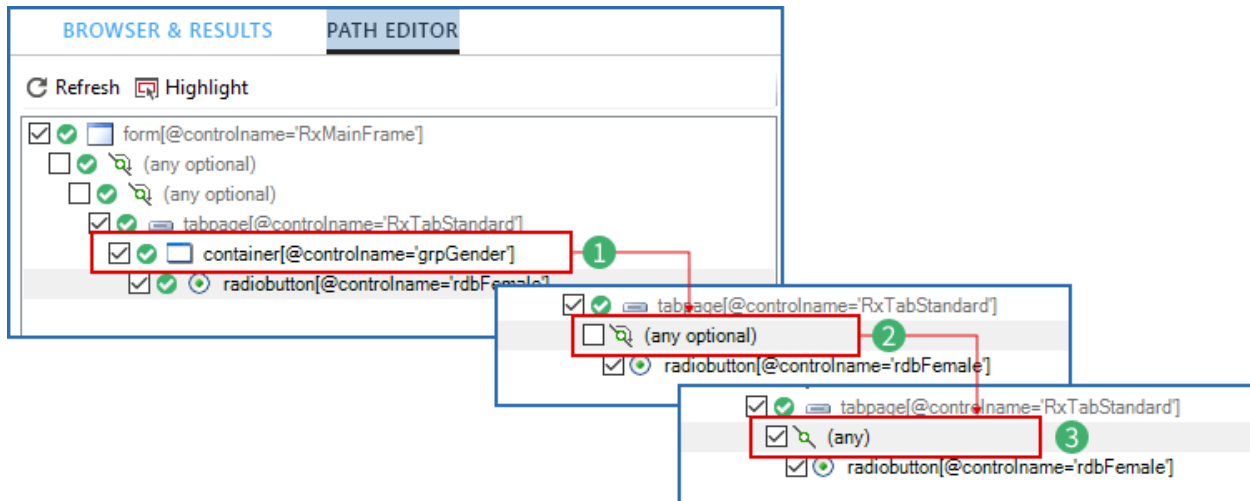 BROWSER & RESULTS PATH EDITOR
Refresh Highlight
form[@controlname='RxMainFrame']
(any optional)
(any optional)
tabpage[@controlname='RxTabStandard']
container[@controlname='grpGender'] 1
radiobutton[@controlname='rdbFemale']
tabpage[@controlname='RxTabStandard']
(any optional) 2
radiobutton[@controlname='rdbFemale']
tabpage[@controlname='RxTabStandard']
(any) 3
radiobutton[@controlname='rdbFemale']